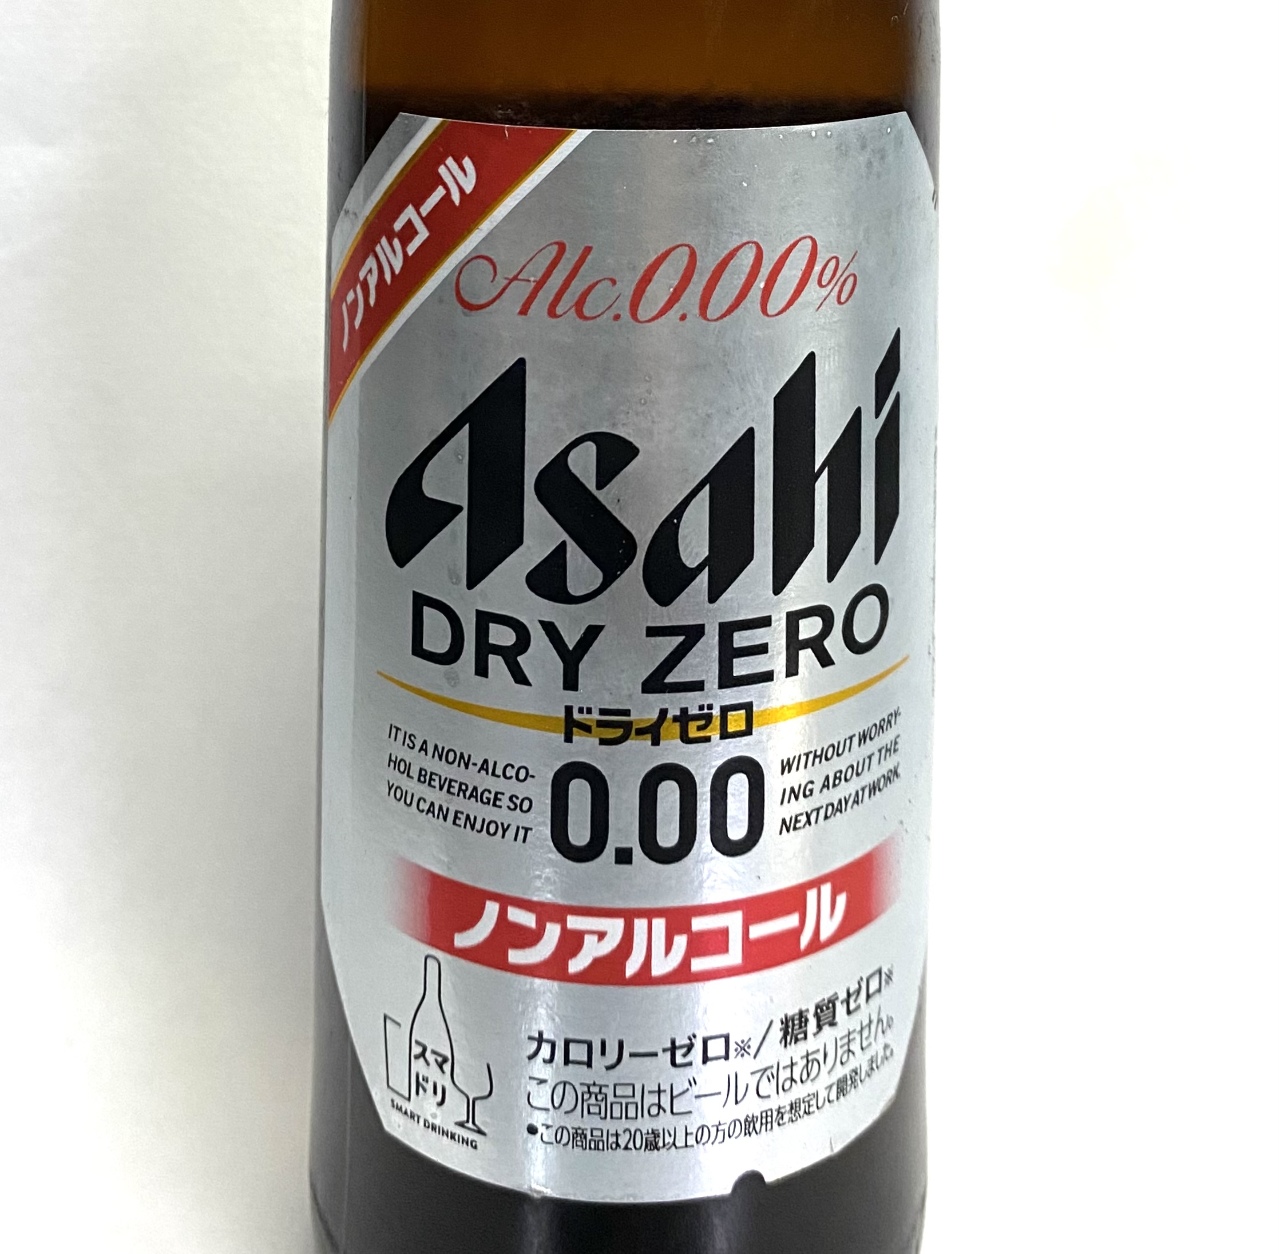 ノンアルコール
Alc.0.00%
Asahi
DRY ZERO
ドライゼロ
IT IS A NON-ALCO-
HOL BEVERAGE SO
YOU CAN ENJOY IT
0.00
WITHOUT WORRY-
ING ABOUT THE
NEXT DAY AT WORK.
ノンアルコール
スマ
ドリ
SMART DRINKING
カロリーゼロ※/糖質ゼロ※
この商品はビールではありません。
●この商品は20歳以上の方の飲用を想定して開発しました。